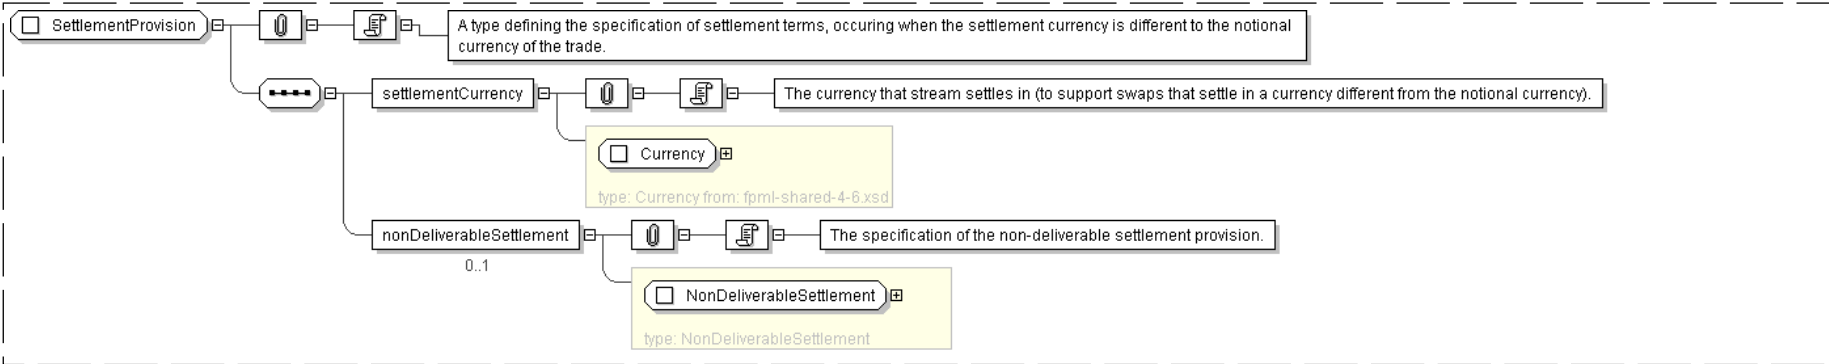 SettlementProvision
A type defining the specification of settlement terms, occuring when the settlement currency is different to the notional
currency of the trade.
settlementCurrency
The currency that stream settles in (to support swaps that settle in a currency different from the notional currency).
Currency
type: Currency from: fpml-shared-4-6.xsd
nonDeliverableSettlement
The specification of the non-deliverable settlement provision.
0..1
NonDeliverableSettlement
type: NonDeliverableSettlement